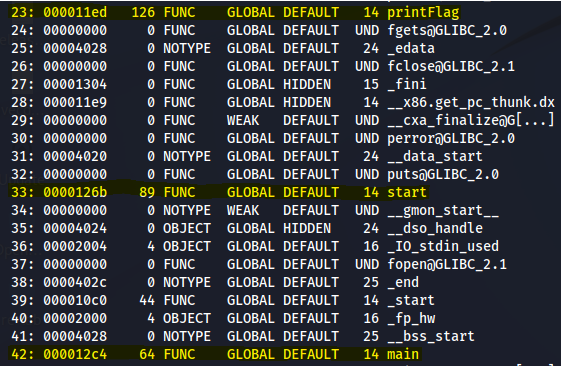 23: 000011ed 126 FUNC GLOBAL DEFAULT 14 printFlag
24: 00000000 0 FUNC GLOBAL DEFAULT UND fgets@GLIBC_2.0
25: 00004028 0 NOTYPE GLOBAL DEFAULT 24 _edata
26: 00000000 0 FUNC GLOBAL DEFAULT UND fclose@GLIBC_2.1
27: 00001304 0 FUNC GLOBAL HIDDEN 15 _fini
28: 000011e9 0 FUNC GLOBAL HIDDEN 14 __x86.get_pc_thunk.dx
29: 00000000 0 FUNC WEAK DEFAULT UND __cxa_finalize@G[...]
30: 00000000 0 FUNC GLOBAL DEFAULT UND perror@GLIBC_2.0
31: 00004020 0 NOTYPE GLOBAL DEFAULT 24 __data_start
32: 00000000 0 FUNC GLOBAL DEFAULT UND puts@GLIBC_2.0
33: 0000126b 89 FUNC GLOBAL DEFAULT 14 start
34: 00000000 0 NOTYPE WEAK DEFAULT UND __gmon_start__
35: 00004024 0 OBJECT GLOBAL HIDDEN 24 __dso_handle
36: 00002004 4 OBJECT GLOBAL DEFAULT 16 _IO_stdin_used
37: 00000000 0 FUNC GLOBAL DEFAULT UND fopen@GLIBC_2.1
38: 0000402c 0 NOTYPE GLOBAL DEFAULT 25 _end
39: 000010c0 44 FUNC GLOBAL DEFAULT 14 _start
40: 00002000 4 OBJECT GLOBAL DEFAULT 16 _fp_hw
41: 00004028 0 NOTYPE GLOBAL DEFAULT 25 __bss_start
42: 000012c4 64 FUNC GLOBAL DEFAULT 14 main